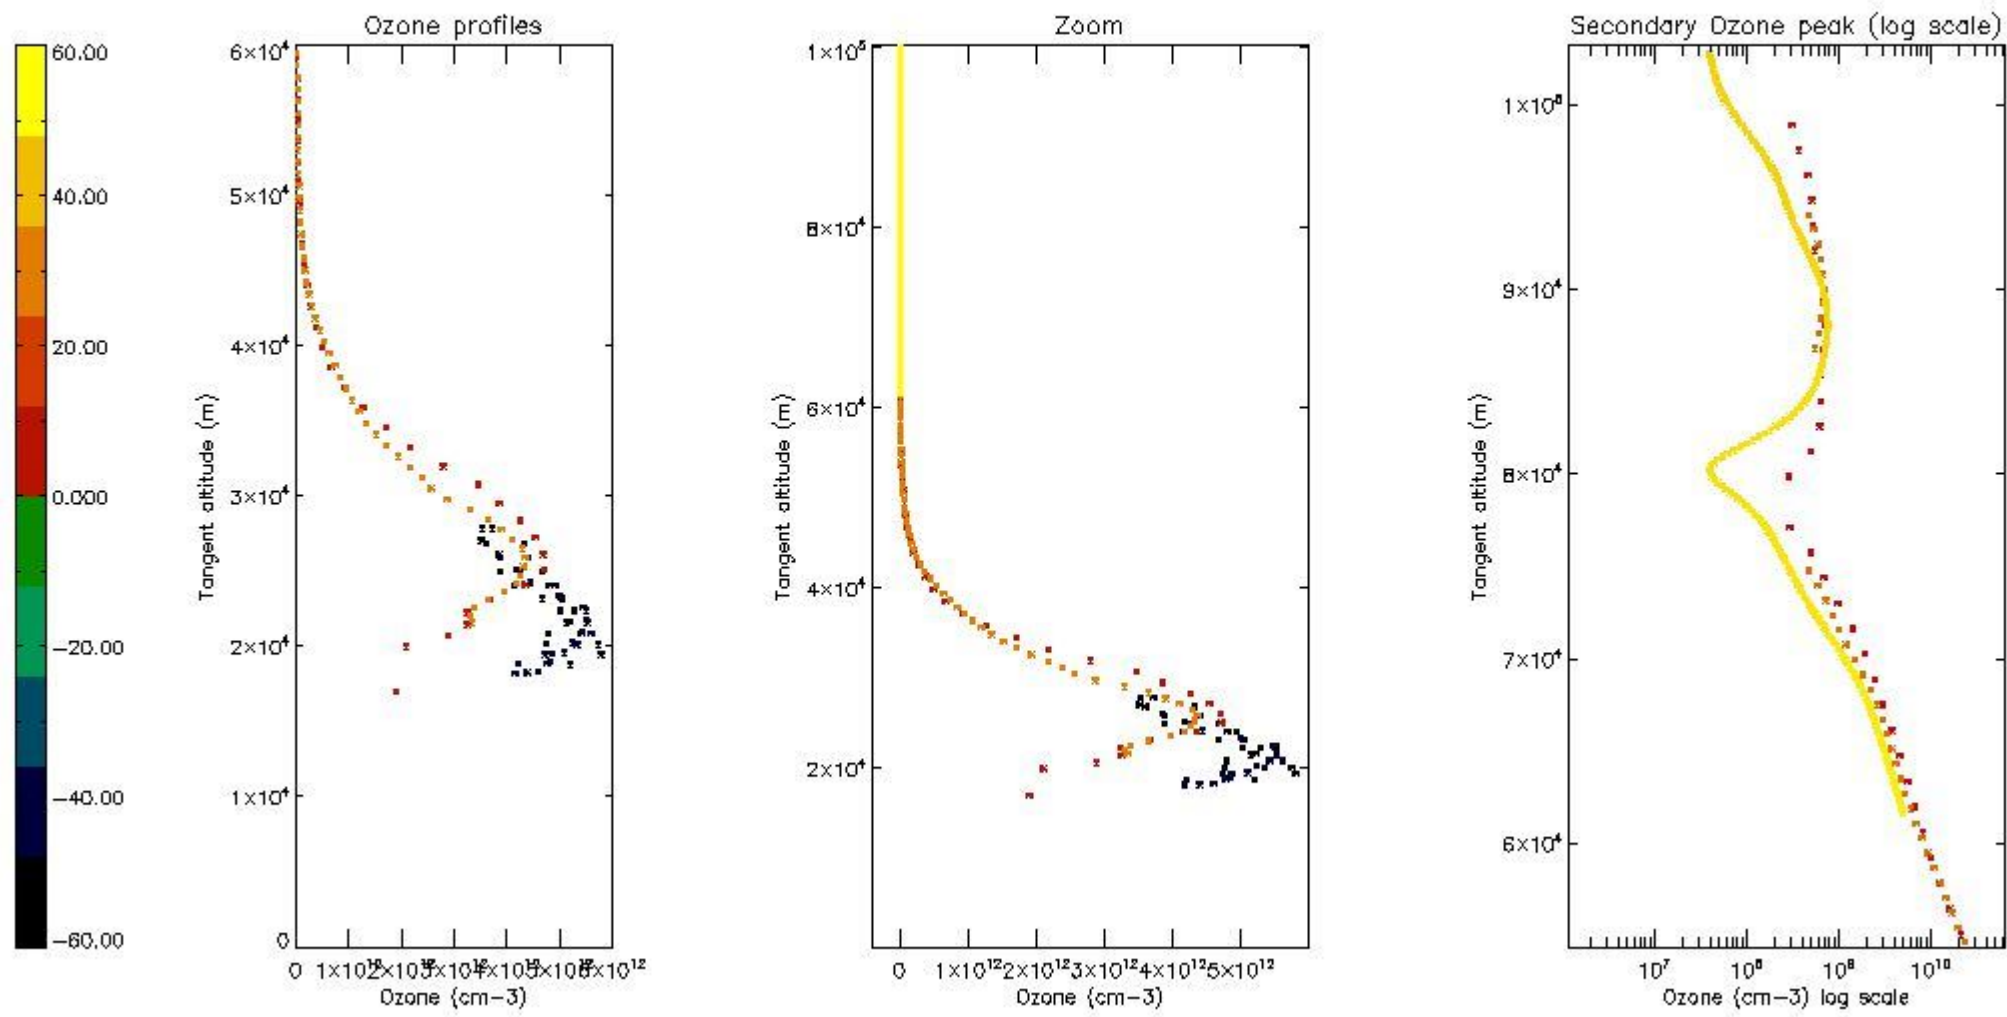 Ozone profiles
Zoom
Secondary Ozone peak (log scale)
60.00
40.00
20.00
-20.00
-40.00
-60.00
6×10⁴
5×10⁴
4×10⁴
3×10⁴
2×10⁴
1×10⁴
0
Tangent altitude (m)
0
Ozone (cm-3)
1×10⁵
8×10⁴
6×10⁴
4×10⁴
2×10⁴
Tangent altitude (m)
0 1×10¹² 2×10¹² 3×10¹² 4×10¹² 5×10¹²
Ozone (cm-3)
9×10⁴
8×10⁴
7×10⁴
6×10⁴
Tangent altitude (m)
10⁷ 10⁸ 10⁹ 10¹⁰
Ozone (cm-3) log scale